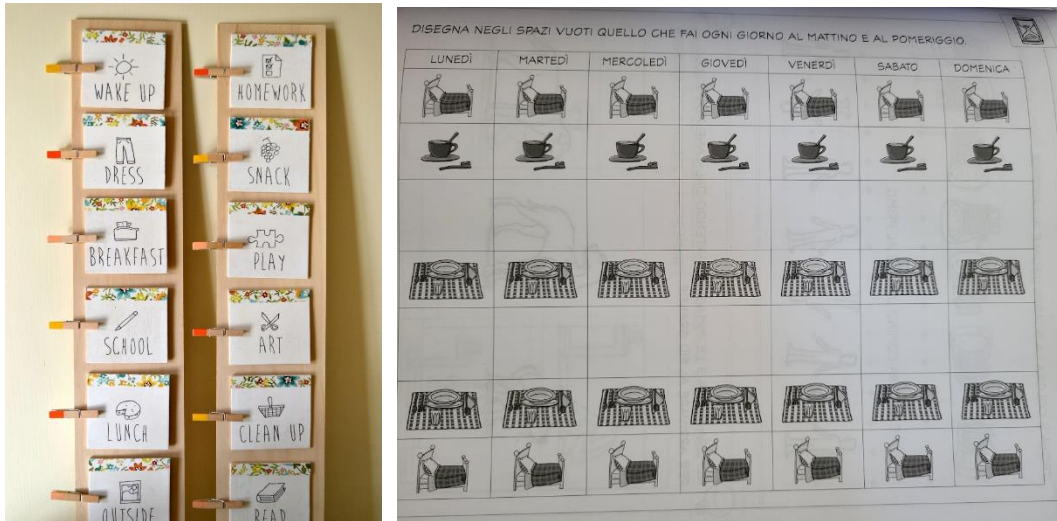 WAKE UP
DRESS
BREAKFAST
SCHOOL
LUNCH
OUTSIDE
HOMEWORK
SNACK
PLAY
ART
CLEAN UP
READ
DISEGNA NEGLI SPAZI VUOTI QUELLO CHE FAI OGNI GIORNO AL MATTINO E AL POMERIGGIO.
LUNEDÌ MARTEDÌ MERCOLEDÌ GIOVEDÌ VENERDÌ SABATO DOMENICA